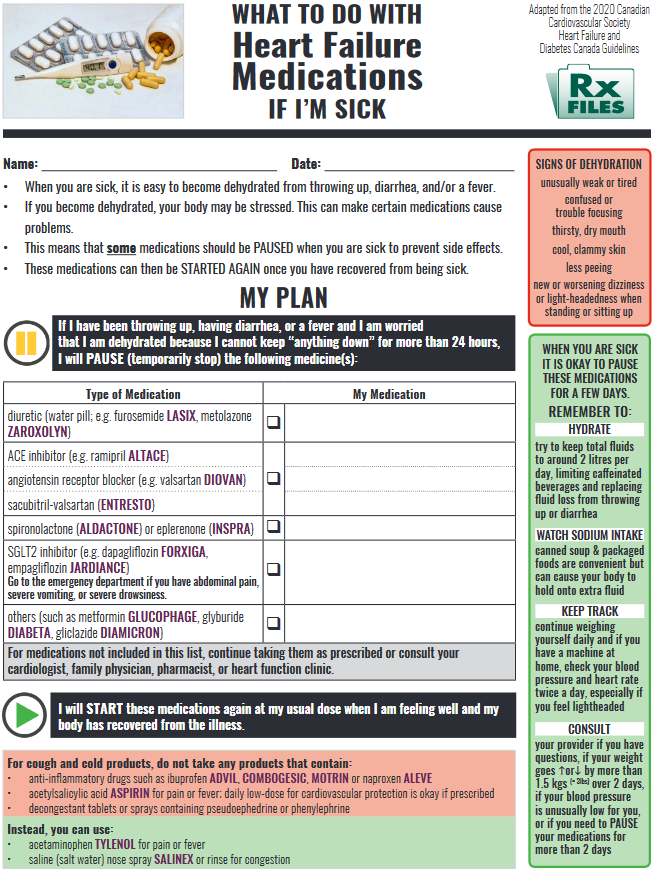 WHAT TO DO WITH
Heart Failure
Medications
IF I'M SICK
Adapted from the 2020 Canadian
Cardiovascular Society
Heart Failure and
Diabetes Canada Guidelines
Rx
FILES
Name:
Date:
• When you are sick, it is easy to become dehydrated from throwing up, diarrhea, and/or a fever.
• If you become dehydrated, your body may be stressed. This can make certain medications cause
problems.
• This means that some medications should be PAUSED when you are sick to prevent side effects.
• These medications can then be STARTED AGAIN once you have recovered from being sick.
MY PLAN
If I have been throwing up, having diarrhea, or a fever and I am worried
that I am dehydrated because I cannot keep “anything down” for more than 24 hours,
I will PAUSE (temporarily stop) the following medicine(s):
Type of Medication
My Medication
diuretic (water pill; e.g. furosemide LASIX, metolazone
ZAROXOLYN)
ACE inhibitor (e.g. ramipril ALTACE)
angiotensin receptor blocker (e.g. valsartan DIOVAN)
sacubitril-valsartan (ENTRESTO)
spironolactone (ALDACTONE) or eplerenone (INSPRA)
SGLT2 inhibitor (e.g. dapagliflozin FORXIGA,
empagliflozin JARDIANCE)
Go to the emergency department if you have abdominal pain,
severe vomiting, or severe drowsiness.
others (such as metformin GLUCOPHAGE, glyburide
DIABETA, gliclazide DIAMICRON)
For medications not included in this list, continue taking them as prescribed or consult your
cardiologist, family physician, pharmacist, or heart function clinic.
I will START these medications again at my usual dose when I am feeling well and my
body has recovered from the illness.
For cough and cold products, do not take any products that contain:
• anti-inflammatory drugs such as ibuprofen ADVIL, COMBOGESIC, MOTRIN or naproxen ALEVE
• acetylsalicylic acid ASPIRIN for pain or fever; daily low-dose for cardiovascular protection is okay if prescribed
• decongestant tablets or sprays containing pseudoephedrine or phenylephrine
Instead, you can use:
• acetaminophen TYLENOL for pain or fever
• saline (salt water) nose spray SALINEX or rinse for congestion
SIGNS OF DEHYDRATION
unusually weak or tired
confused or
trouble focusing
thirsty, dry mouth
cool, clammy skin
less peeing
new or worsening dizziness
or light-headedness when
standing or sitting up
WHEN YOU ARE SICK
IT IS OKAY TO PAUSE
THESE MEDICATIONS
FOR A FEW DAYS.
REMEMBER TO:
HYDRATE
try to keep total fluids
to around 2 litres per
day, limiting caffeinated
beverages and replacing
fluid loss from throwing
up or diarrhea
WATCH SODIUM INTAKE
canned soup & packaged
foods are convenient but
can cause your body to
hold onto extra fluid
KEEP TRACK
continue weighing
yourself daily and if you
have a machine at
home, check your blood
pressure and heart rate
twice a day, especially if
you feel lightheaded
CONSULT
your provider if you have
questions, if your weight
goes ↑or↓ by more than
1.5 kgs (~ 3lbs) over 2 days,
if your blood pressure
is unusually low for you,
or if you need to PAUSE
your medications for
more than 2 days